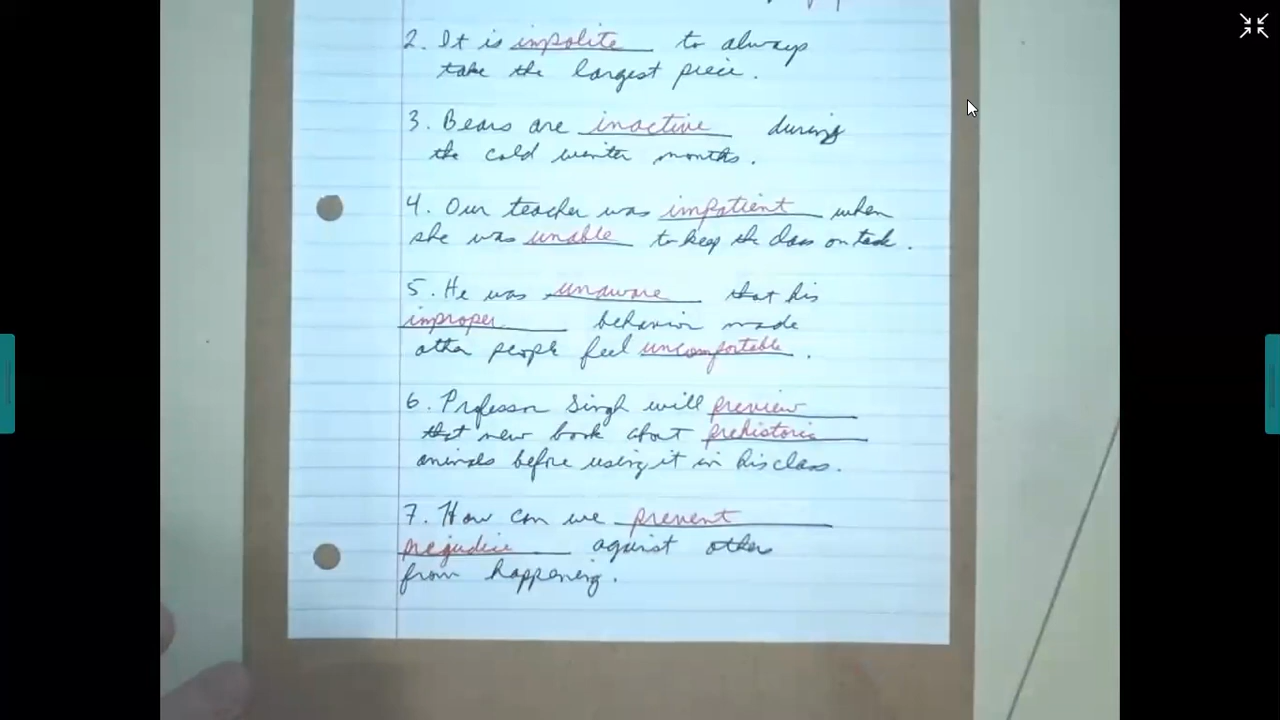 2. It is impolite to always
take the largest piece.
3. Bears are inactive during
the cold winter months.
4. Our teacher was impatient when
she was unable to keep the class on task.
5. He was unaware that his
improper behavior made
other people feel uncomfortable.
6. Professor Singh will preview
that new book about prehistoric
animals before using it in his class.
7. How can we prevent
prejudice against others
from happening.